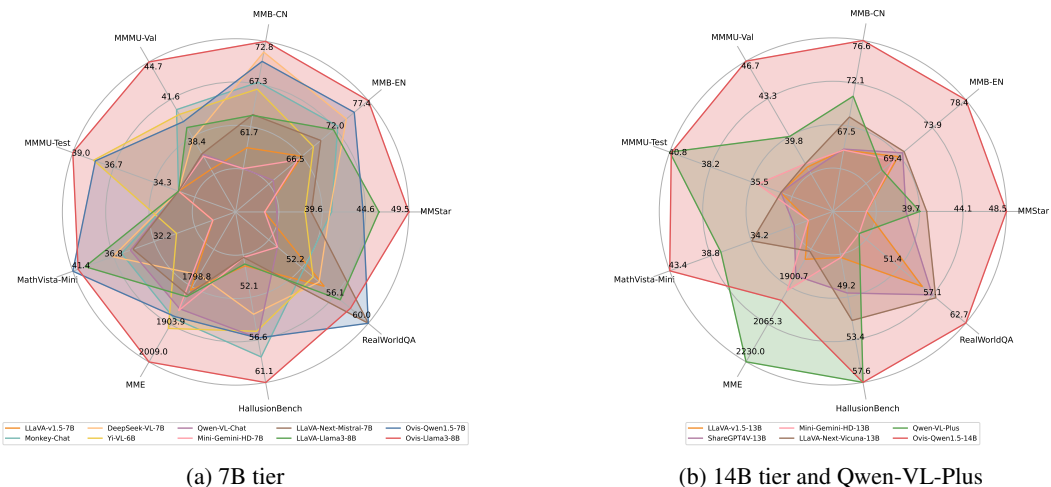 MMB-CN
72.8
MMMU-Val
44.7
67.3
MMB-EN
77.4
41.6
72.0
61.7
38.4
MMMU-Test
39.0
36.7
66.5
34.3
39.6
44.6
49.5
MMStar
32.2
36.8
MathVista-Mini
41.4
52.2
1798.8
52.1
56.1
1903.9
60.0
56.6
RealWorldQA
2009.0
MME
61.1
HallusionBench
LLaVA-v1.5-7B
DeepSeek-VL-7B
Qwen-VL-Chat
LLaVA-Next-Mistral-7B
Ovis-Qwen1.5-7B
Monkey-Chat
Yi-VL-6B
Mini-Gemini-HD-7B
LLaVA-Llama3-8B
Ovis-Llama3-8B
(a) 7B tier
MMB-CN
76.6
MMMU-Val
46.7
72.1
MMB-EN
78.4
43.3
73.9
67.5
39.8
MMMU-Test
40.8
38.2
69.4
35.5
39.7
44.1
48.5
MMStar
34.2
38.8
MathVista-Mini
43.4
51.4
1900.7
49.2
57.1
2065.3
62.7
53.4
RealWorldQA
2230.0
MME
57.6
HallusionBench
LLaVA-v1.5-13B
Mini-Gemini-HD-13B
Qwen-VL-Plus
ShareGPT4V-13B
LLaVA-Next-Vicuna-13B
Ovis-Qwen1.5-14B
(b) 14B tier and Qwen-VL-Plus